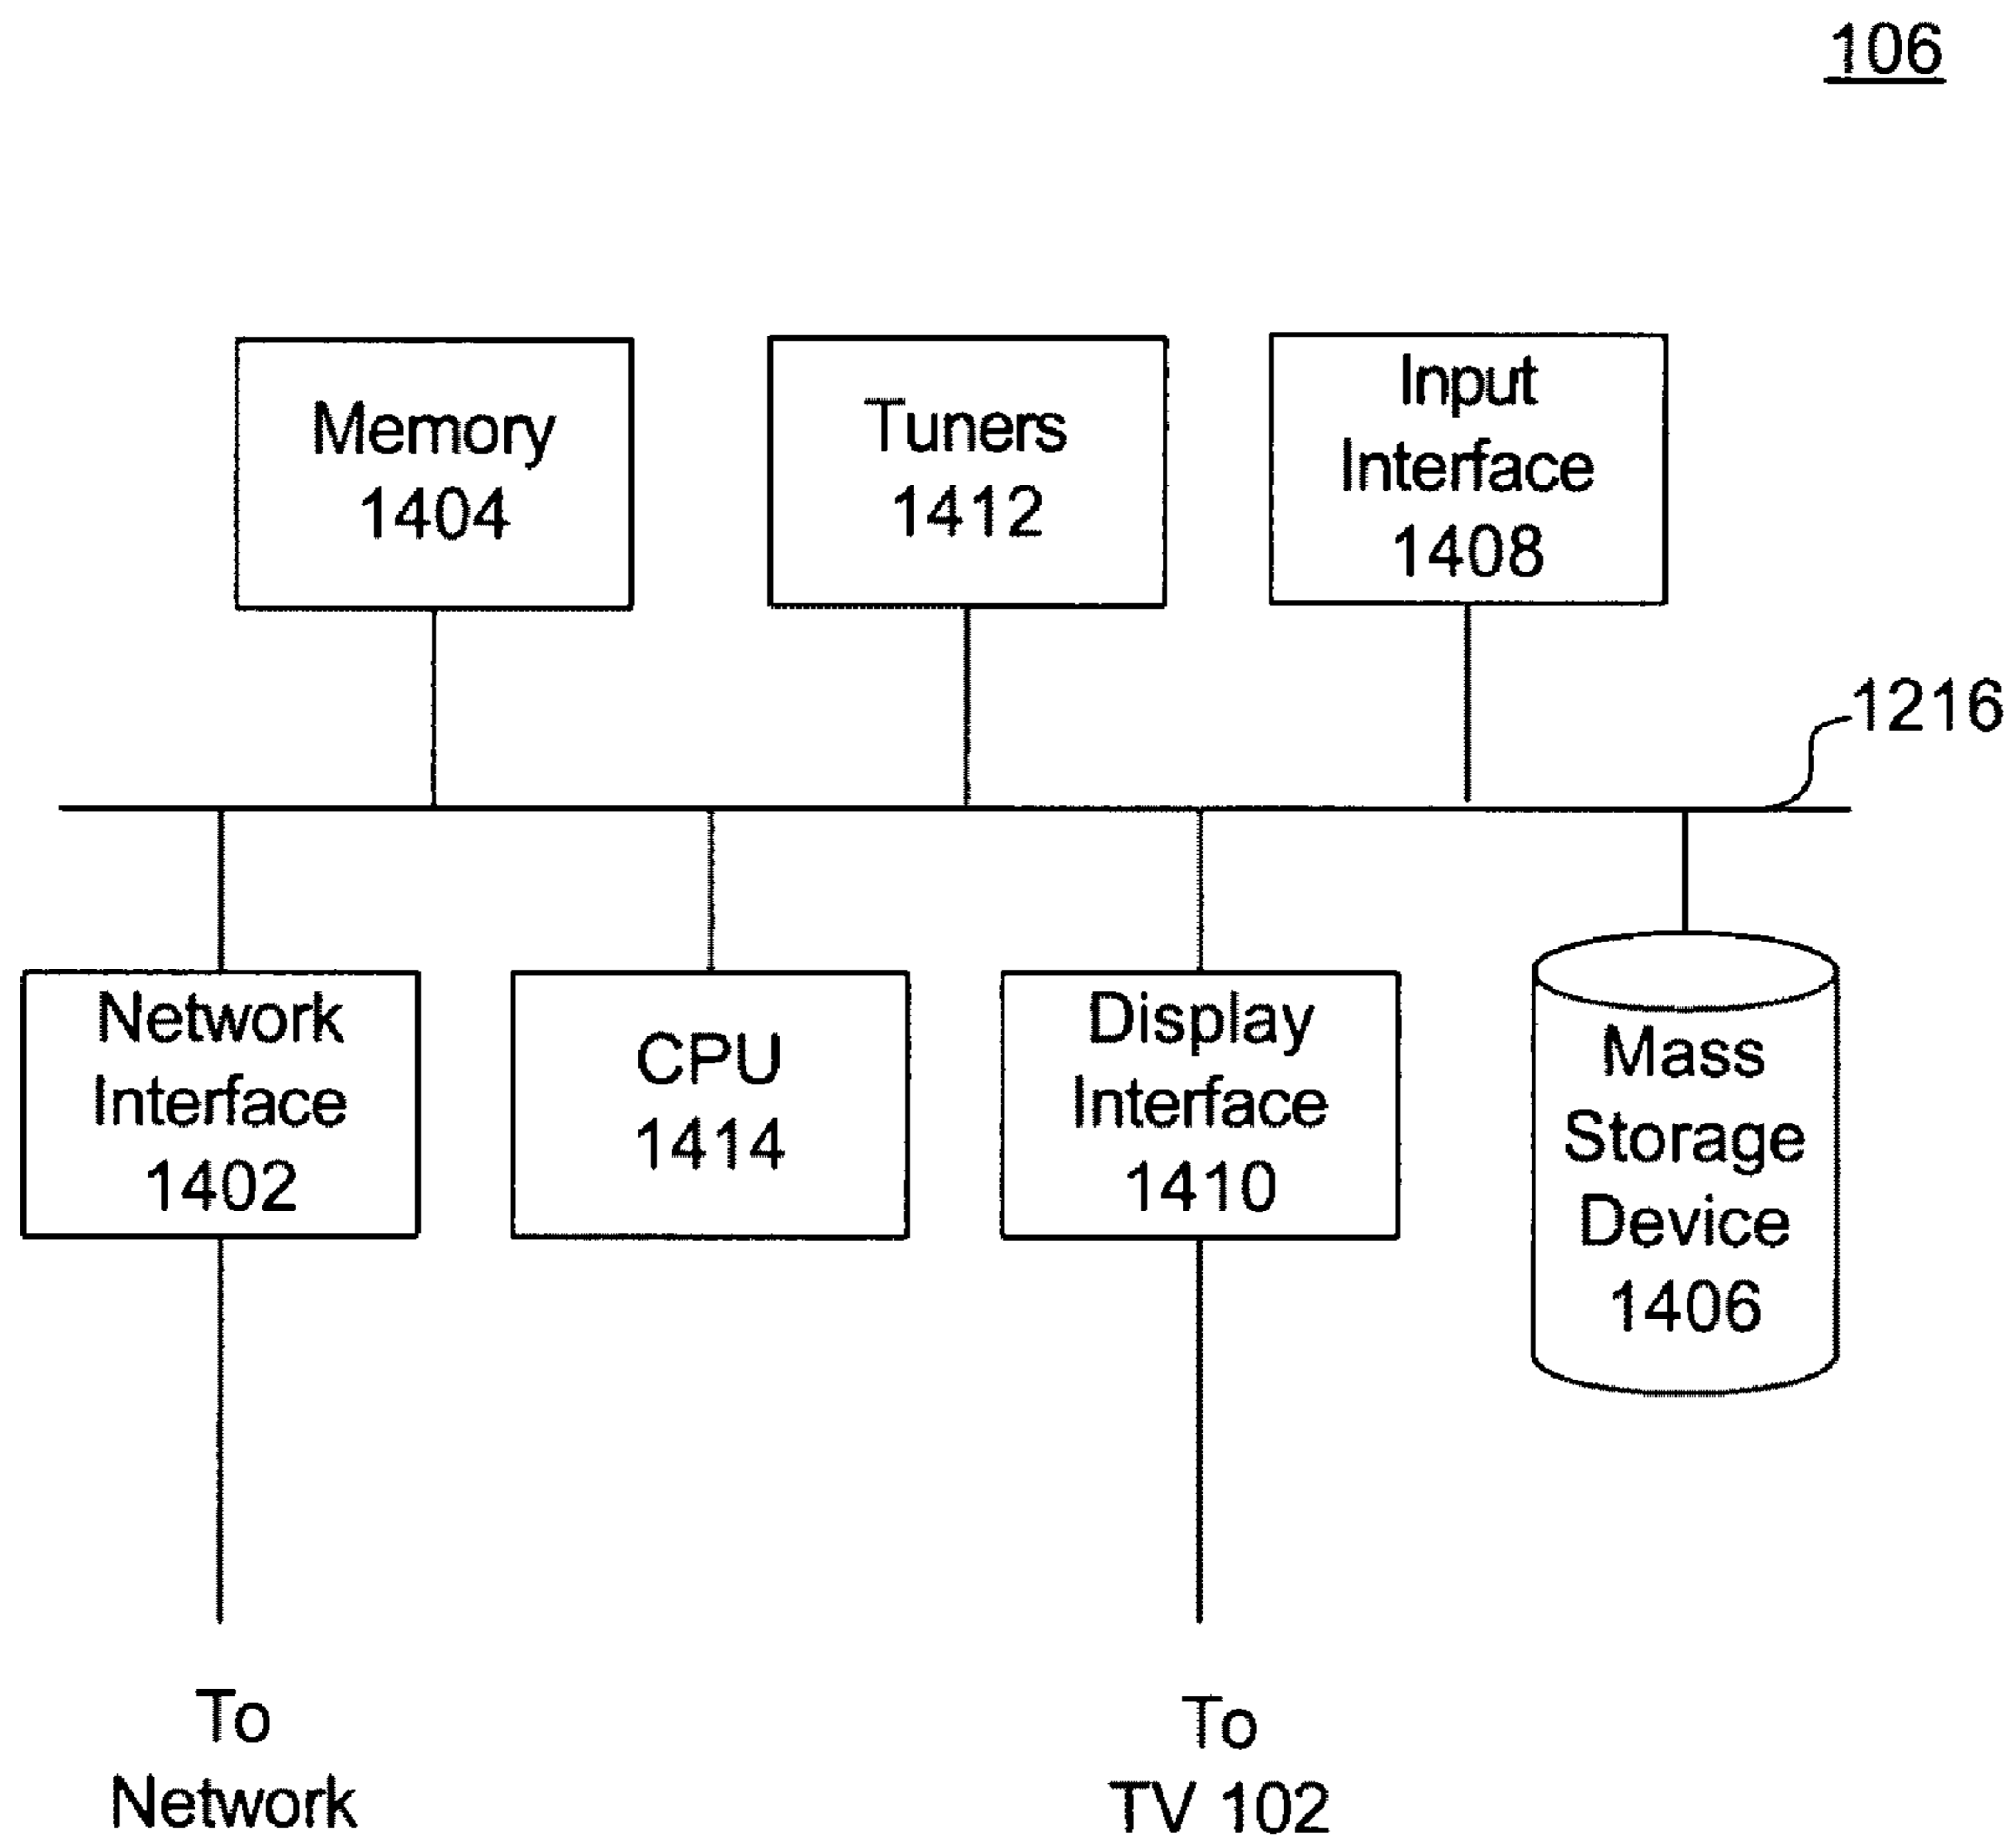 106
Memory
1404
Tuners
1412
Input
Interface
1408
1216
Network
Interface
1402
CPU
1414
Display
Interface
1410
Mass
Storage
Device
1406
To
Network
To
TV 102